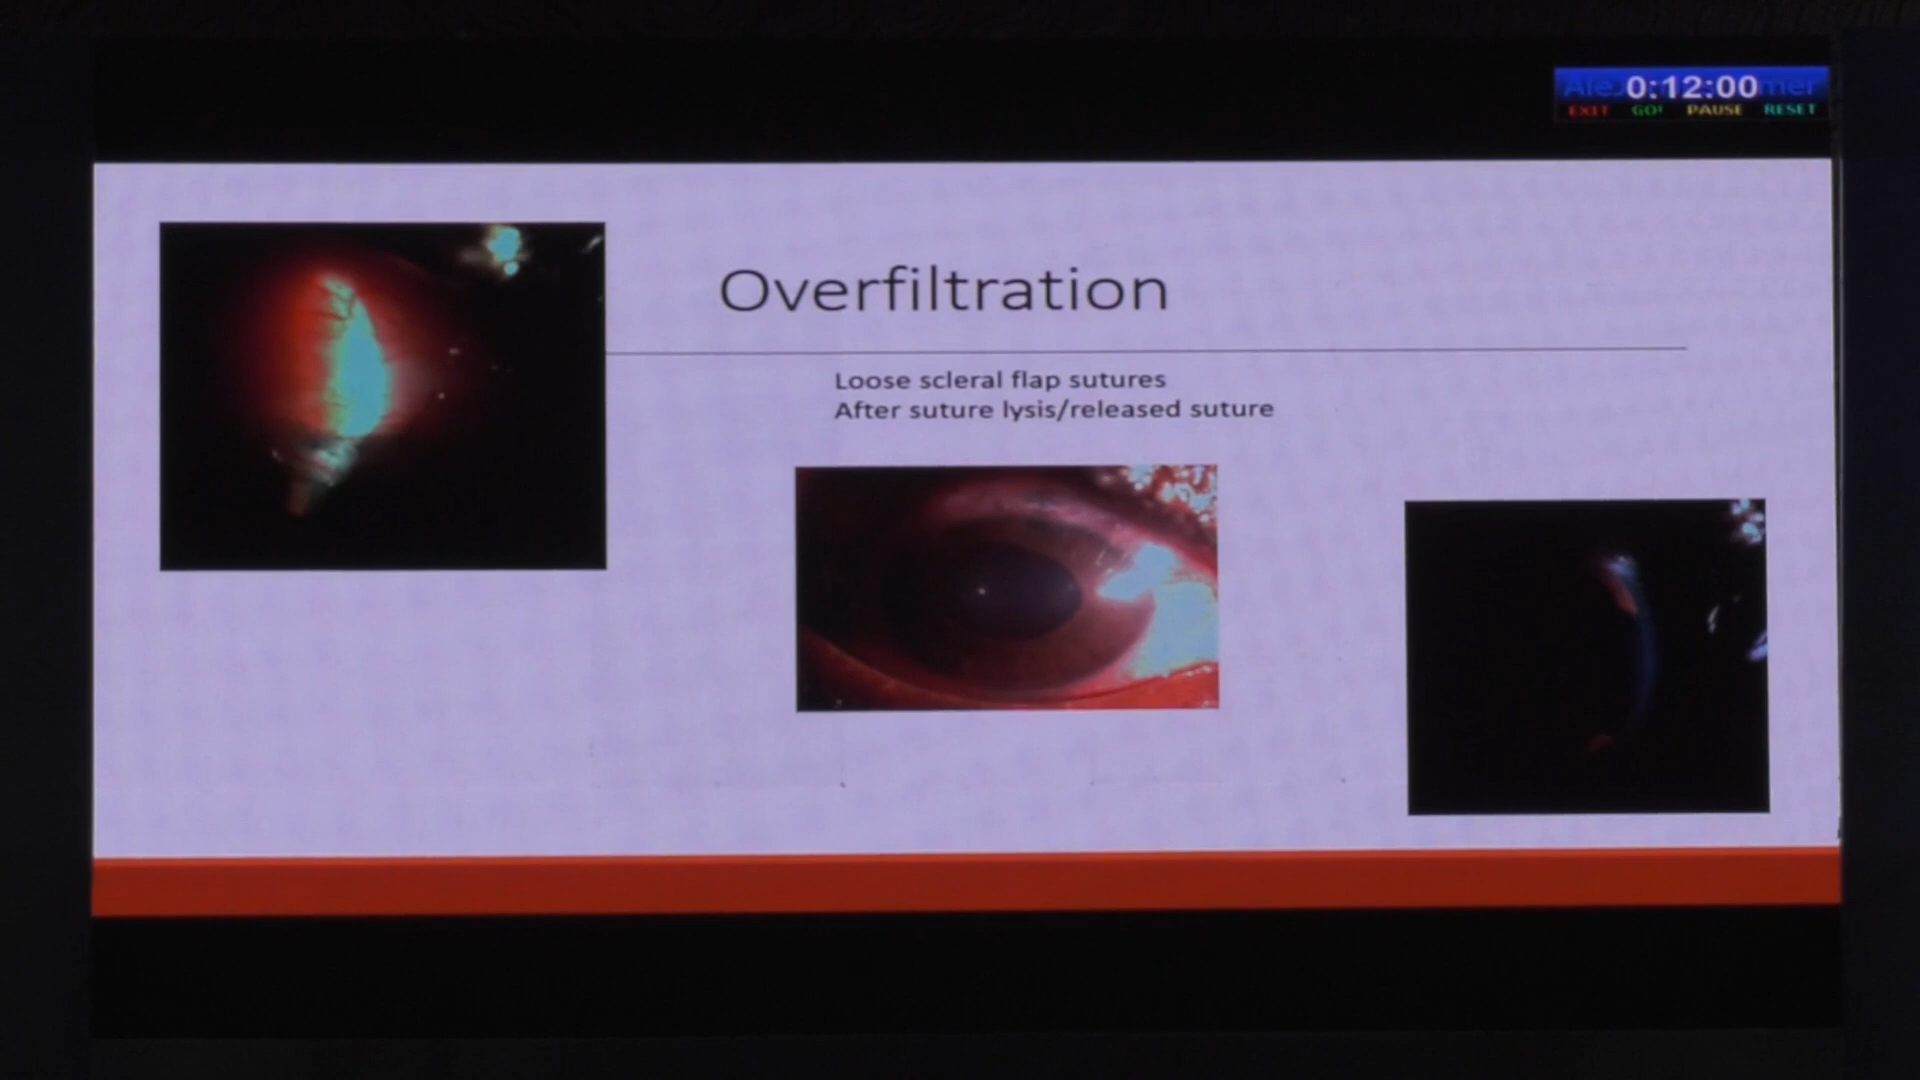 0:12:00
EXIT GO! PAUSE RESET
Overfiltration
Loose scleral flap sutures
After suture lysis/released suture